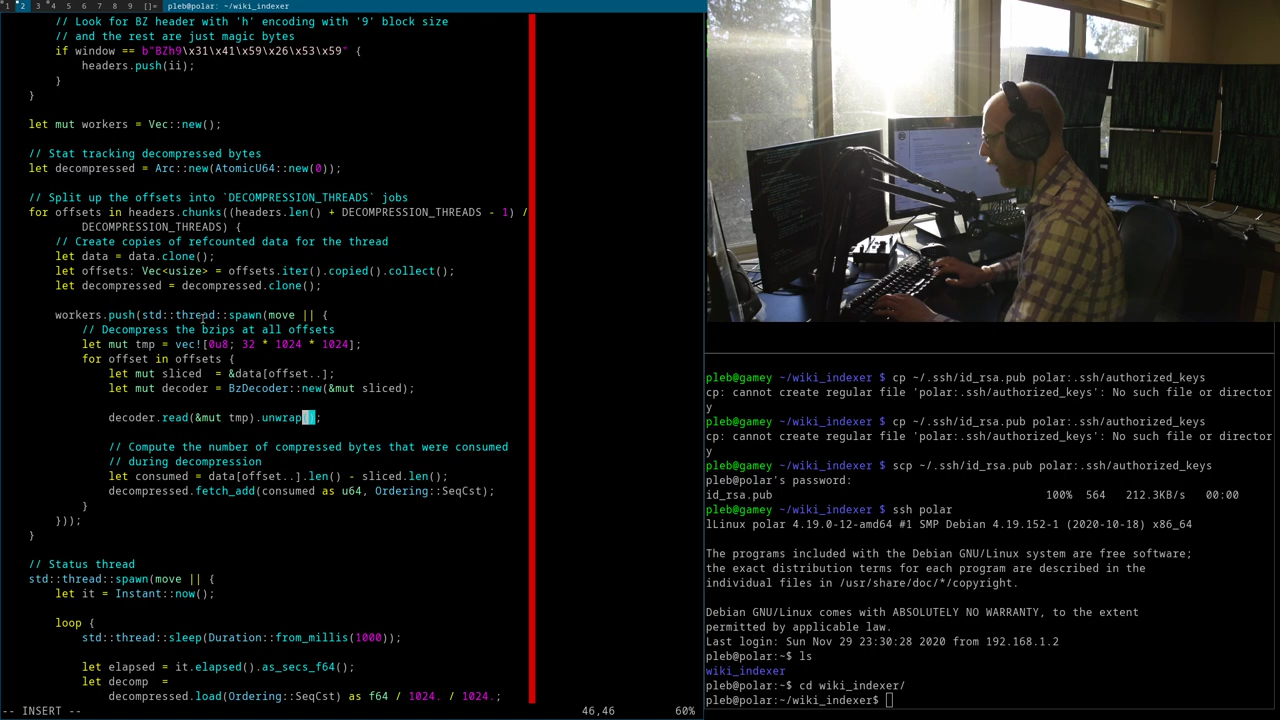 1 2 3 4 5 6 7 8 9 []= pleb@polar: ~/wiki_indexer
// Look for BZ header with 'h' encoding with '9' block size
// and the rest are just magic bytes
if window == b"BZh9\x31\x41\x59\x26\x53\x59" {
headers.push(ii);
}
}
let mut workers = Vec::new();
// Stat tracking decompressed bytes
let decompressed = Arc::new(AtomicU64::new(0));
// Split up the offsets into `DECOMPRESSION_THREADS` jobs
for offsets in headers.chunks((headers.len() + DECOMPRESSION_THREADS - 1) /
DECOMPRESSION_THREADS) {
// Create copies of refcounted data for the thread
let data = data.clone();
let offsets: Vec<usize> = offsets.iter().copied().collect();
let decompressed = decompressed.clone();
workers.push(std::thread::spawn(move || {
// Decompress the bzips at all offsets
let mut tmp = vec![0u8; 32 * 1024 * 1024];
for offset in offsets {
let mut sliced  = &data[offset..];
let mut decoder = BzDecoder::new(&mut sliced);
decoder.read(&mut tmp).unwrap();
// Compute the number of compressed bytes that were consumed
// during decompression
let consumed = data[offset..].len() - sliced.len();
decompressed.fetch_add(consumed as u64, Ordering::SeqCst);
}
}));
}
// Status thread
std::thread::spawn(move || {
let it = Instant::now();
loop {
std::thread::sleep(Duration::from_millis(1000));
let elapsed = it.elapsed().as_secs_f64();
let decomp  =
decompressed.load(Ordering::SeqCst) as f64 / 1024. / 1024.;
-- INSERT -- 46,46 60%
pleb@gamey ~/wiki_indexer $ cp ~/.ssh/id_rsa.pub polar:.ssh/authorized_keys
cp: cannot create regular file 'polar:.ssh/authorized_keys': No such file or director
y
pleb@gamey ~/wiki_indexer $ cp ~/.ssh/id_rsa.pub polar:.ssh/authorized_keys
cp: cannot create regular file 'polar:.ssh/authorized_keys': No such file or director
y
pleb@gamey ~/wiki_indexer $ scp ~/.ssh/id_rsa.pub polar:.ssh/authorized_keys
pleb@polar's password:
id_rsa.pub 100% 564 212.3KB/s 00:00
pleb@gamey ~/wiki_indexer $ ssh polar
lLinux polar 4.19.0-12-amd64 #1 SMP Debian 4.19.152-1 (2020-10-18) x86_64
The programs included with the Debian GNU/Linux system are free software;
the exact distribution terms for each program are described in the
individual files in /usr/share/doc/*/copyright.
Debian GNU/Linux comes with ABSOLUTELY NO WARRANTY, to the extent
permitted by applicable law.
Last login: Sun Nov 29 23:30:28 2020 from 192.168.1.2
pleb@polar:~$ ls
wiki_indexer
pleb@polar:~$ cd wiki_indexer/
pleb@polar:~/wiki_indexer$